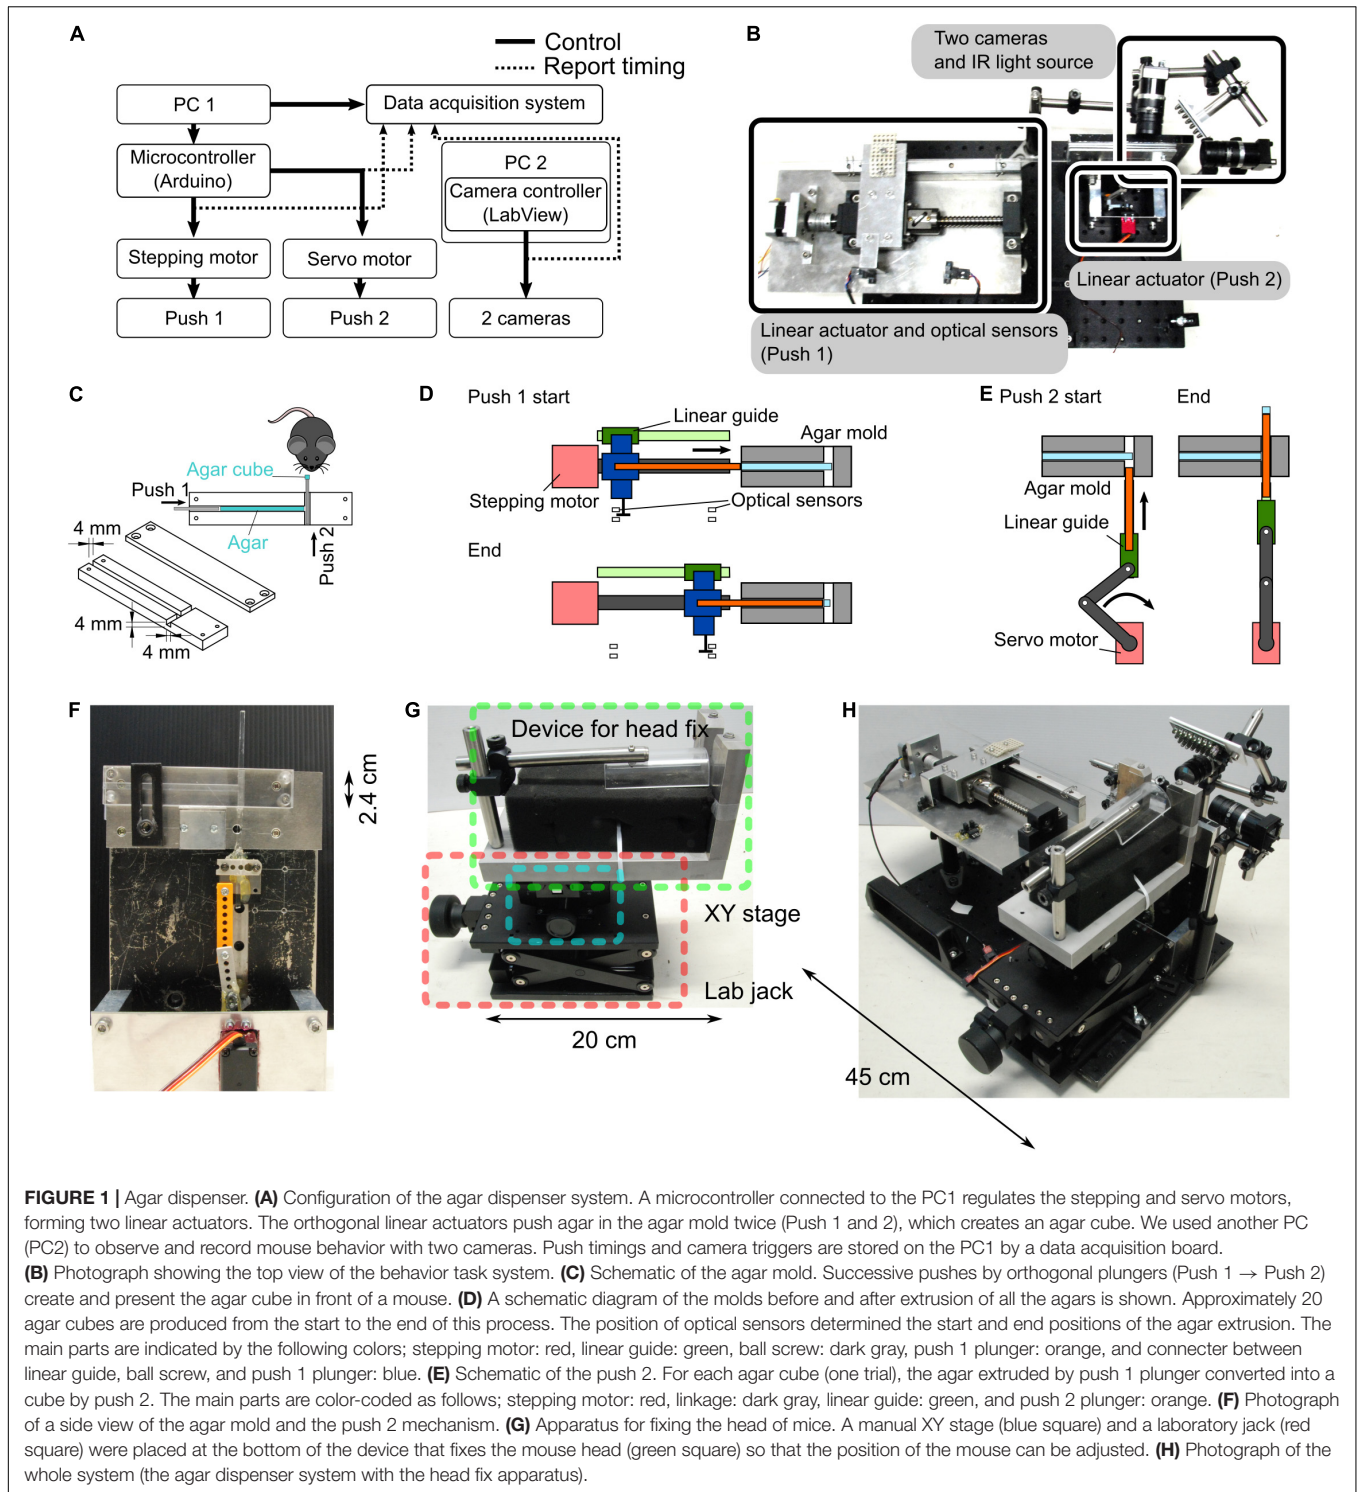 A
Control
Report timing
PC 1
Data acquisition system
Microcontroller
(Arduino)
PC 2
Camera controller
(LabView)
Stepping motor
Servo motor
Push 1
Push 2
2 cameras
B
Two cameras
and IR light source
Linear actuator (Push 2)
Linear actuator and optical sensors
(Push 1)
C
Agar cube
Push 1
Agar
Push 2
4 mm
4 mm
4 mm
D
Push 1 start
Linear guide
Agar mold
Stepping motor
Optical sensors
End
E
Push 2 start
End
Agar mold
Linear guide
Servo motor
F
2.4 cm
G
Device for head fix
XY stage
Lab jack
20 cm
H
45 cm
FIGURE 1 | Agar dispenser. (A) Configuration of the agar dispenser system. A microcontroller connected to the PC1 regulates the stepping and servo motors,
forming two linear actuators. The orthogonal linear actuators push agar in the agar mold twice (Push 1 and 2), which creates an agar cube. We used another PC
(PC2) to observe and record mouse behavior with two cameras. Push timings and camera triggers are stored on the PC1 by a data acquisition board.
(B) Photograph showing the top view of the behavior task system. (C) Schematic of the agar mold. Successive pushes by orthogonal plungers (Push 1 → Push 2)
create and present the agar cube in front of a mouse. (D) A schematic diagram of the molds before and after extrusion of all the agars is shown. Approximately 20
agar cubes are produced from the start to the end of this process. The position of optical sensors determined the start and end positions of the agar extrusion. The
main parts are indicated by the following colors; stepping motor: red, linear guide: green, ball screw: dark gray, push 1 plunger: orange, and connecter between
linear guide, ball screw, and push 1 plunger: blue. (E) Schematic of the push 2. For each agar cube (one trial), the agar extruded by push 1 plunger converted into a
cube by push 2. The main parts are color-coded as follows; stepping motor: red, linkage: dark gray, linear guide: green, and push 2 plunger: orange. (F) Photograph
of a side view of the agar mold and the push 2 mechanism. (G) Apparatus for fixing the head of mice. A manual XY stage (blue square) and a laboratory jack (red
square) were placed at the bottom of the device that fixes the mouse head (green square) so that the position of the mouse can be adjusted. (H) Photograph of the
whole system (the agar dispenser system with the head fix apparatus).